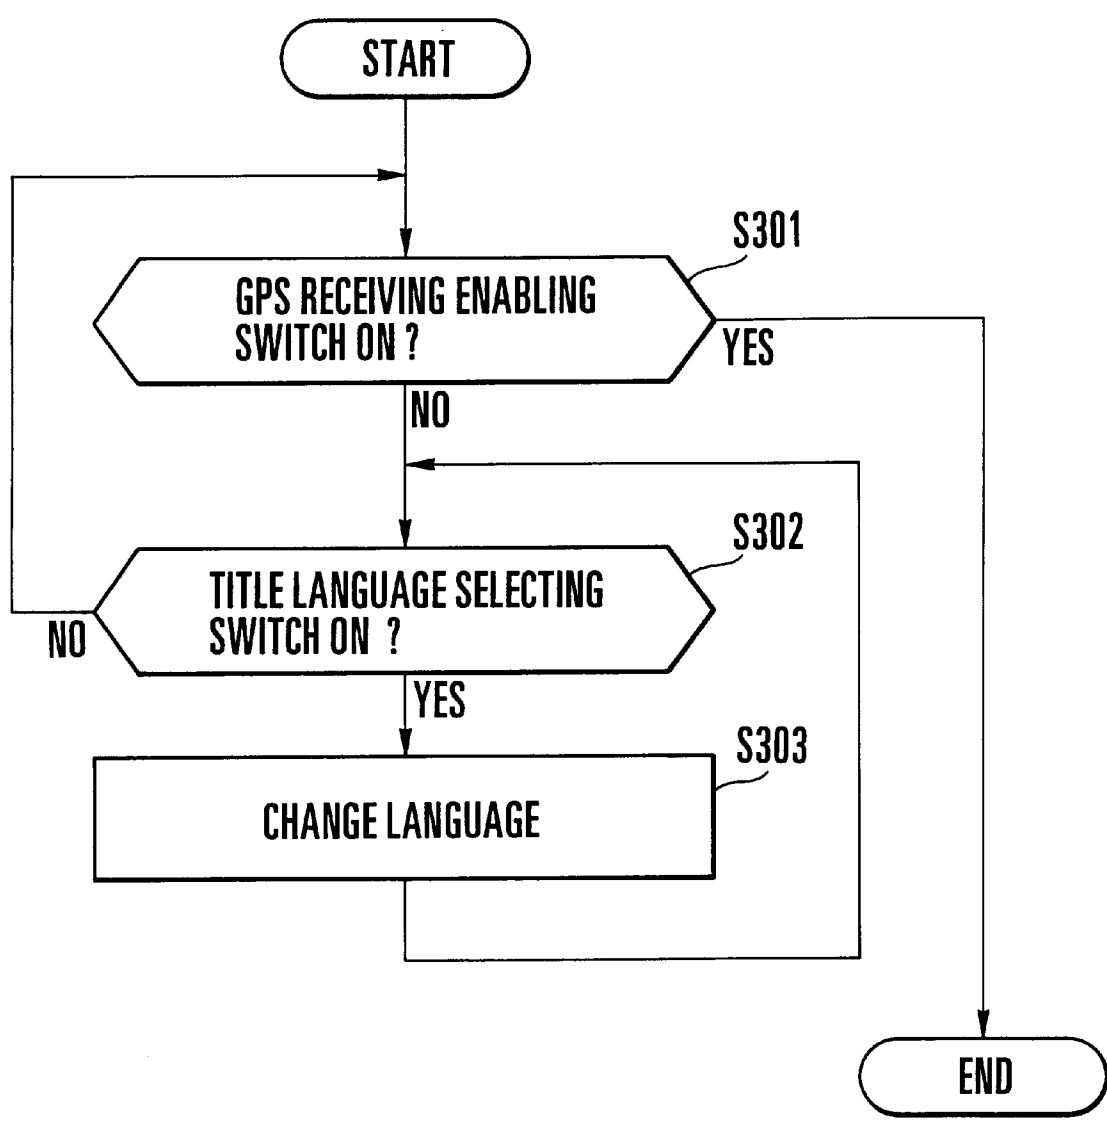 START
S301
GPS RECEIVING ENABLING
SWITCH ON ?
YES
NO
S302
TITLE LANGUAGE SELECTING
SWITCH ON ?
NO
YES
S303
CHANGE LANGUAGE
END